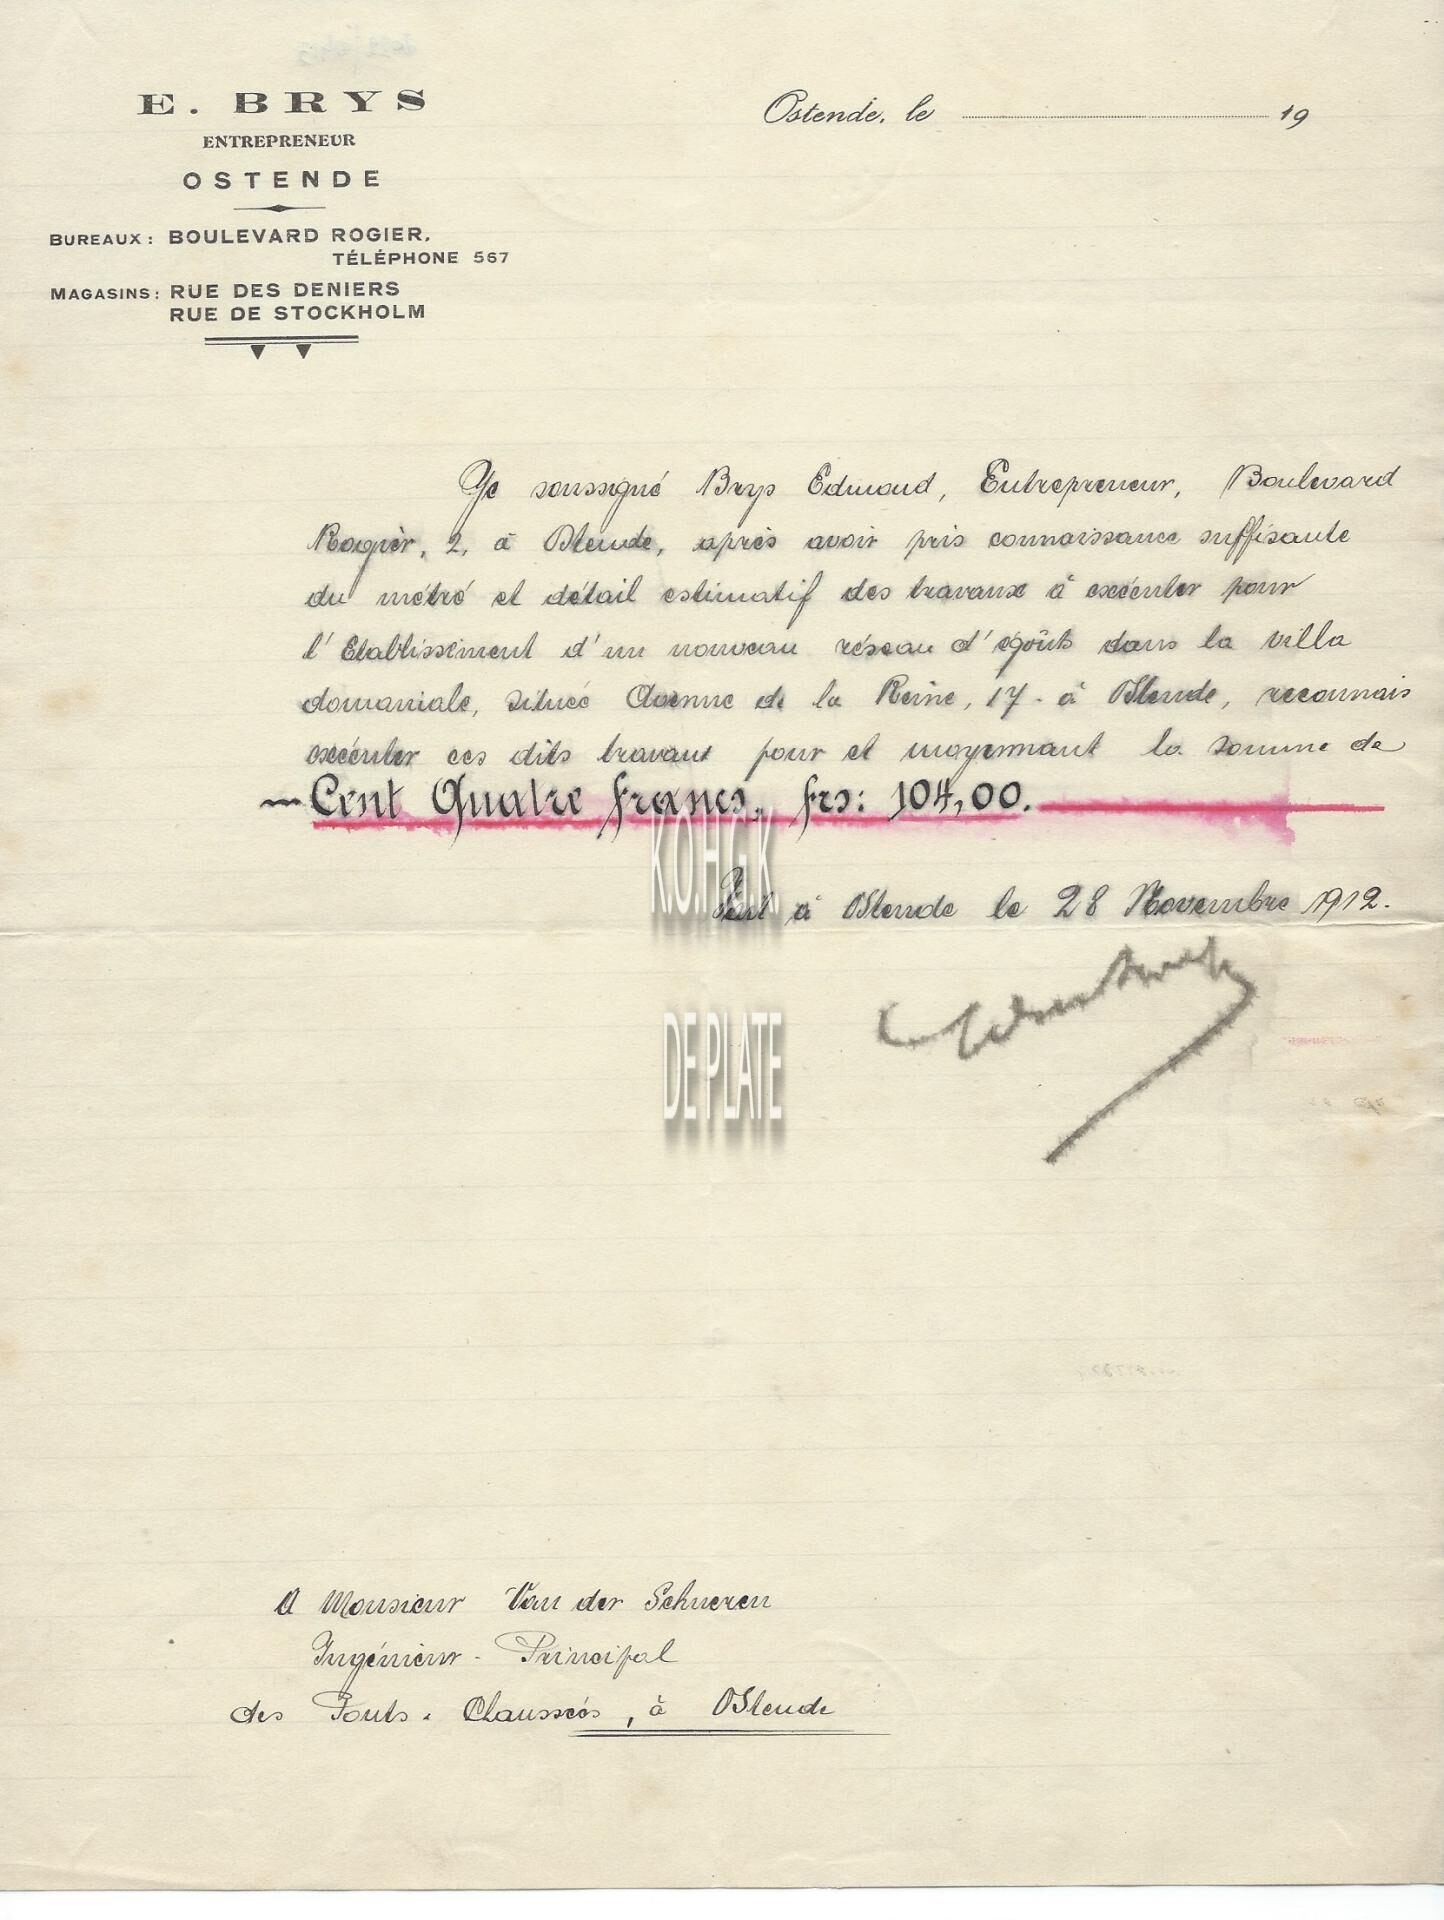 E. BRYS
ENTREPRENEUR
OSTENDE
BUREAUX: BOULEVARD ROGIER,
TÉLÉPHONE 567
MAGASINS: RUE DES DENIERS
RUE DE STOCKHOLM
Ostende, le 19
Je soussigné Brys Edmond, Entrepreneur, Boulevard
Rogier, 2, à Ostende, après avoir pris connaissance suffisante
du métré et détail estimatif des travaux à exécuter pour
l'Etablissement d'un nouveau réseau d'égoûts dans la villa
domaniale, située Avenue de la Reine, 17 - à Ostende, reconnais
exécuter ces dits travaux pour et moyennant la somme de
Cent Quatre francs, frs: 104,00.
Fait à Ostende le 28 Novembre 1912.
K.O.H.G.K
DE PLATE
A Monsieur Van der Schueren
Ingénieur - Principal
des Ponts. Chaussées, à Ostende